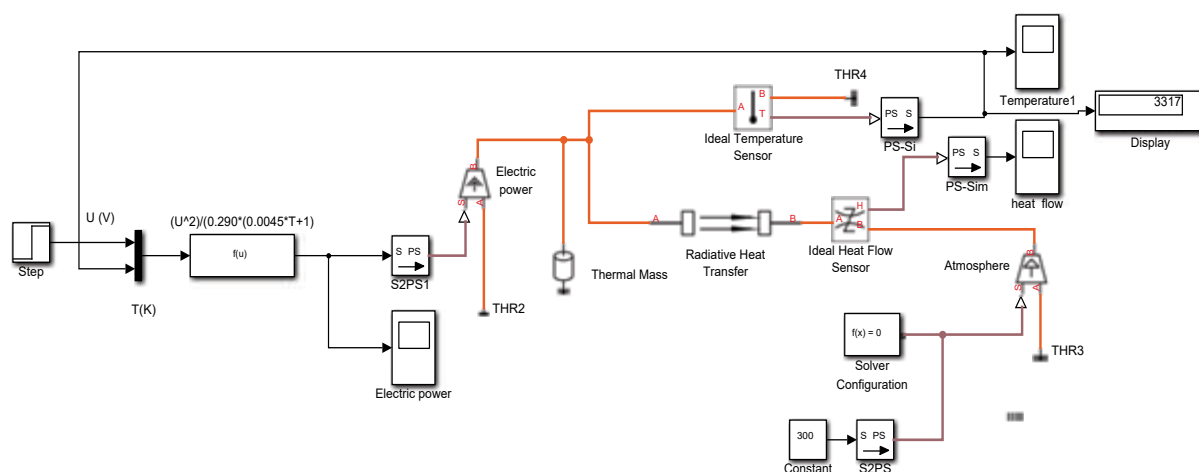 THR4
Temperature1
3317
Display
A
B
T
Ideal Temperature
Sensor
PS S
PS-Si
PS S
PS-Sim
heat flow
B
S
A
Electric
power
U (V)
(U^2)/(0.290*(0.0045*T+1)
Step
f(u)
S PS
S2PS1
T(K)
THR2
Electric power
Thermal Mass
A
B
Radiative Heat
Transfer
A
H
B
Ideal Heat Flow
Sensor
Atmosphere
B
S
A
THR3
f(x) = 0
Solver
Configuration
300
Constant
S PS
S2PS